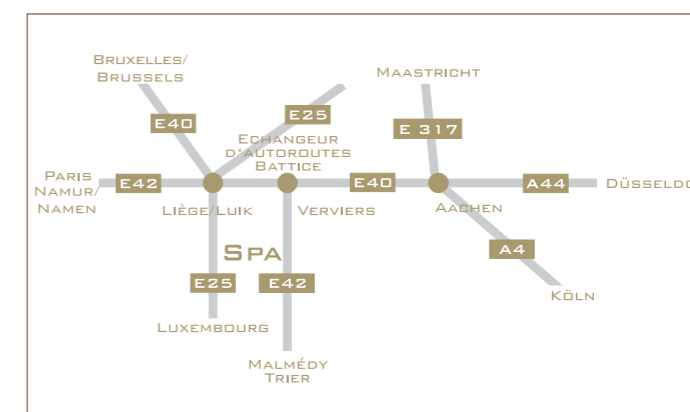 Bruxelles/
Brussels
Maastricht
E25
E40
E 317
Echangeur
d'autoroutes
Battice
Paris
Namur/
Namen
E42
E40
A44
Düsseldo
Liège/Luik
Verviers
Aachen
A4
Spa
E25
E42
Köln
Luxembourg
Malmédy
Trier